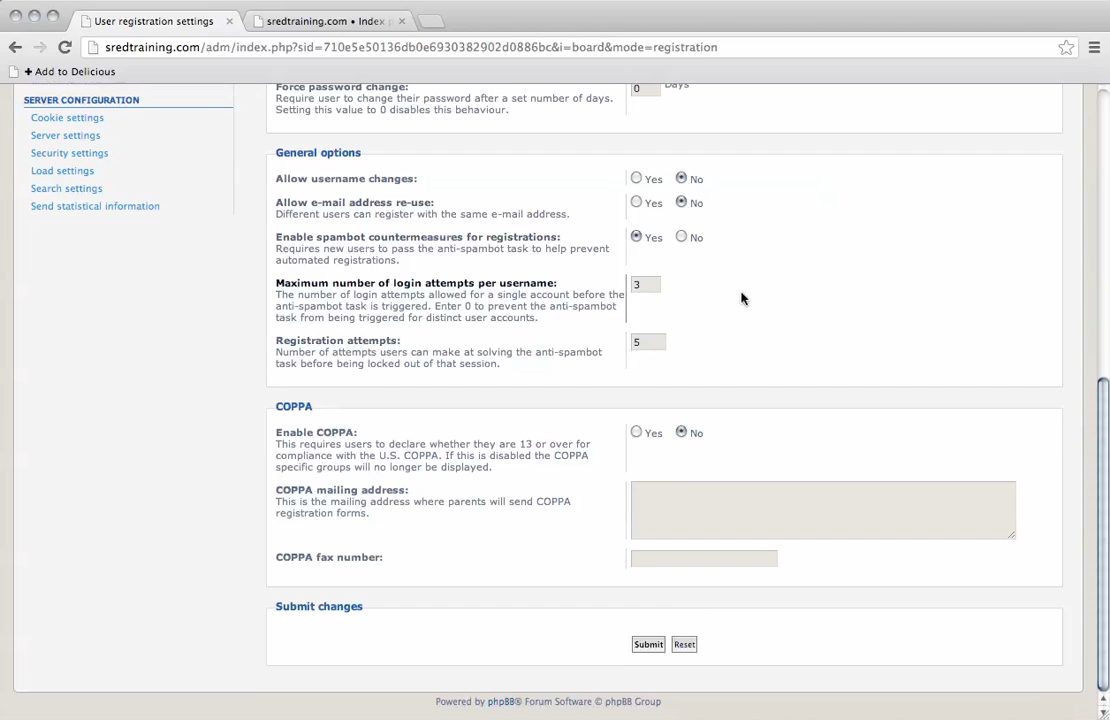 User registration settings
sredtraining.com • Index p
sredtraining.com/adm/index.php?sid=710e5e50136db0e6930382902d0886bc&i=board&mode=registration
+ Add to Delicious
SERVER CONFIGURATION
Cookie settings
Server settings
Security settings
Load settings
Search settings
Send statistical information
Force password change:
Require user to change their password after a set number of days.
Setting this value to 0 disables this behaviour.
0 Days
General options
Allow username changes:
Yes No
Allow e-mail address re-use:
Different users can register with the same e-mail address.
Yes No
Enable spambot countermeasures for registrations:
Requires new users to pass the anti-spambot task to help prevent
automated registrations.
Yes No
Maximum number of login attempts per username:
The number of login attempts allowed for a single account before the
anti-spambot task is triggered. Enter 0 to prevent the anti-spambot
task from being triggered for distinct user accounts.
3
Registration attempts:
Number of attempts users can make at solving the anti-spambot
task before being locked out of that session.
5
COPPA
Enable COPPA:
This requires users to declare whether they are 13 or over for
compliance with the U.S. COPPA. If this is disabled the COPPA
specific groups will no longer be displayed.
Yes No
COPPA mailing address:
This is the mailing address where parents will send COPPA
registration forms.
COPPA fax number:
Submit changes
Submit Reset
Powered by phpBB® Forum Software © phpBB Group